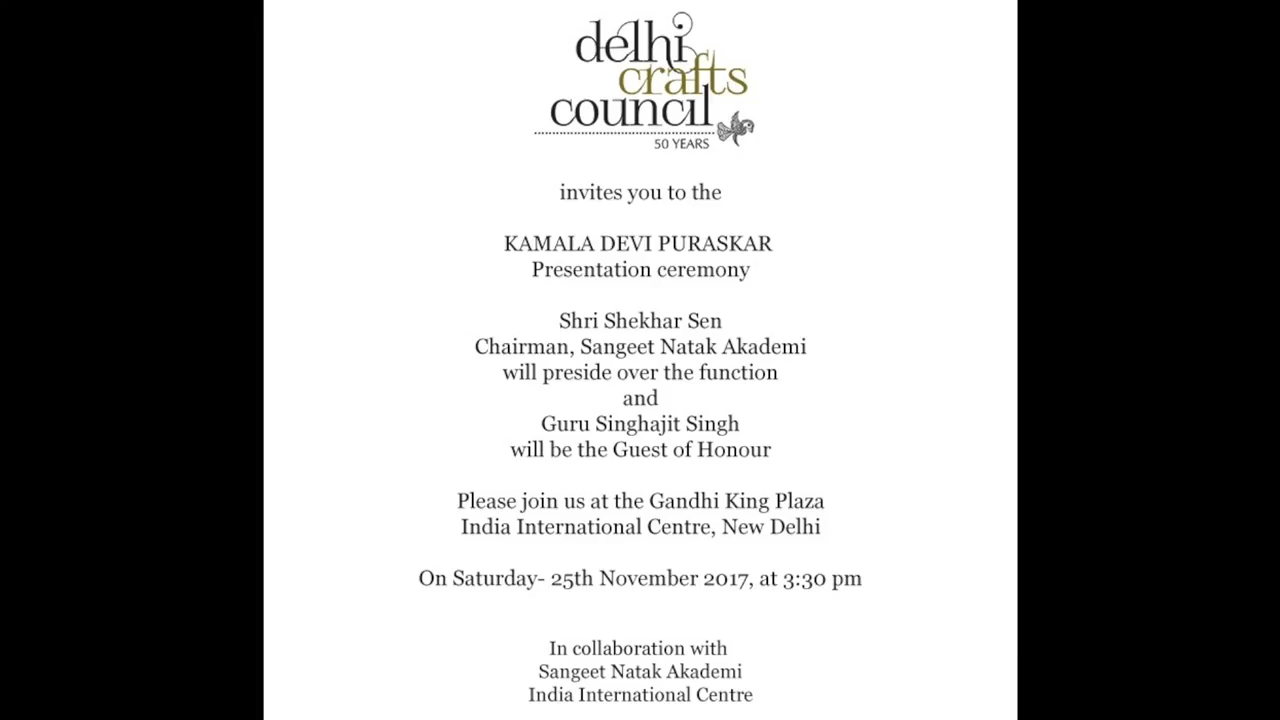 delhi
crafts
council
50 YEARS
invites you to the
KAMALA DEVI PURASKAR
Presentation ceremony
Shri Shekhar Sen
Chairman, Sangeet Natak Akademi
will preside over the function
and
Guru Singhajit Singh
will be the Guest of Honour
Please join us at the Gandhi King Plaza
India International Centre, New Delhi
On Saturday- 25th November 2017, at 3:30 pm
In collaboration with
Sangeet Natak Akademi
India International Centre